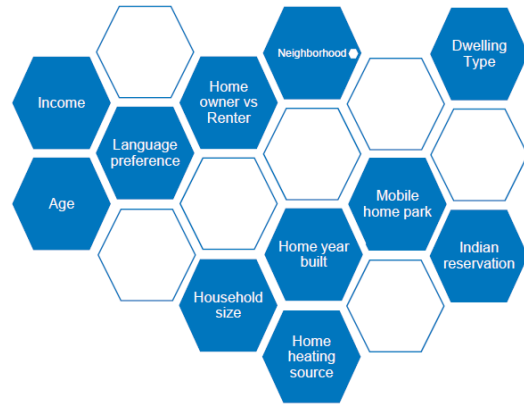 Income
Age
Language
preference
Home
owner vs
Renter
Household
size
Neighborhood
Home year
built
Home
heating
source
Mobile
home park
Dwelling
Type
Indian
reservation